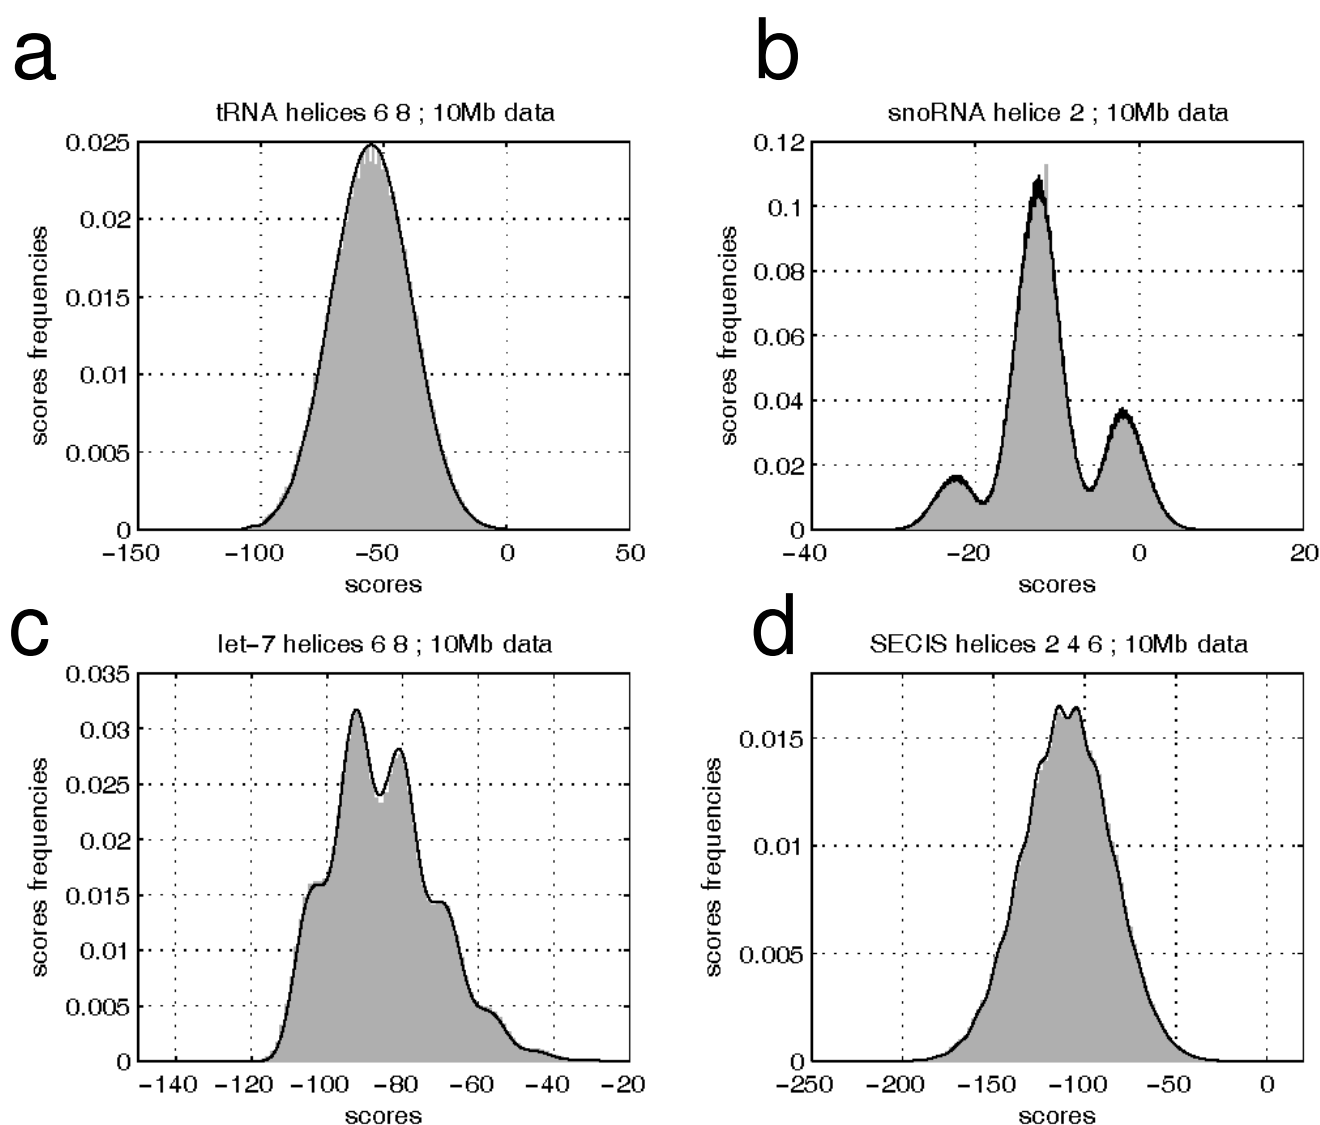 a
tRNA helices 6 8 ; 10Mb data
0.025
0.02
0.015
0.01
0.005
0
scores frequencies
−150 −100 −50 0 50
scores
b
snoRNA helice 2 ; 10Mb data
0.12
0.1
0.08
0.06
0.04
0.02
0
scores frequencies
−40 −20 0 20
scores
c
let−7 helices 6 8 ; 10Mb data
0.035
0.03
0.025
0.02
0.015
0.01
0.005
0
scores frequencies
−140 −120 −100 −80 −60 −40 −20
scores
d
SECIS helices 2 4 6 ; 10Mb data
0.015
0.01
0.005
0
scores frequencies
−250 −200 −150 −100 −50 0
scores